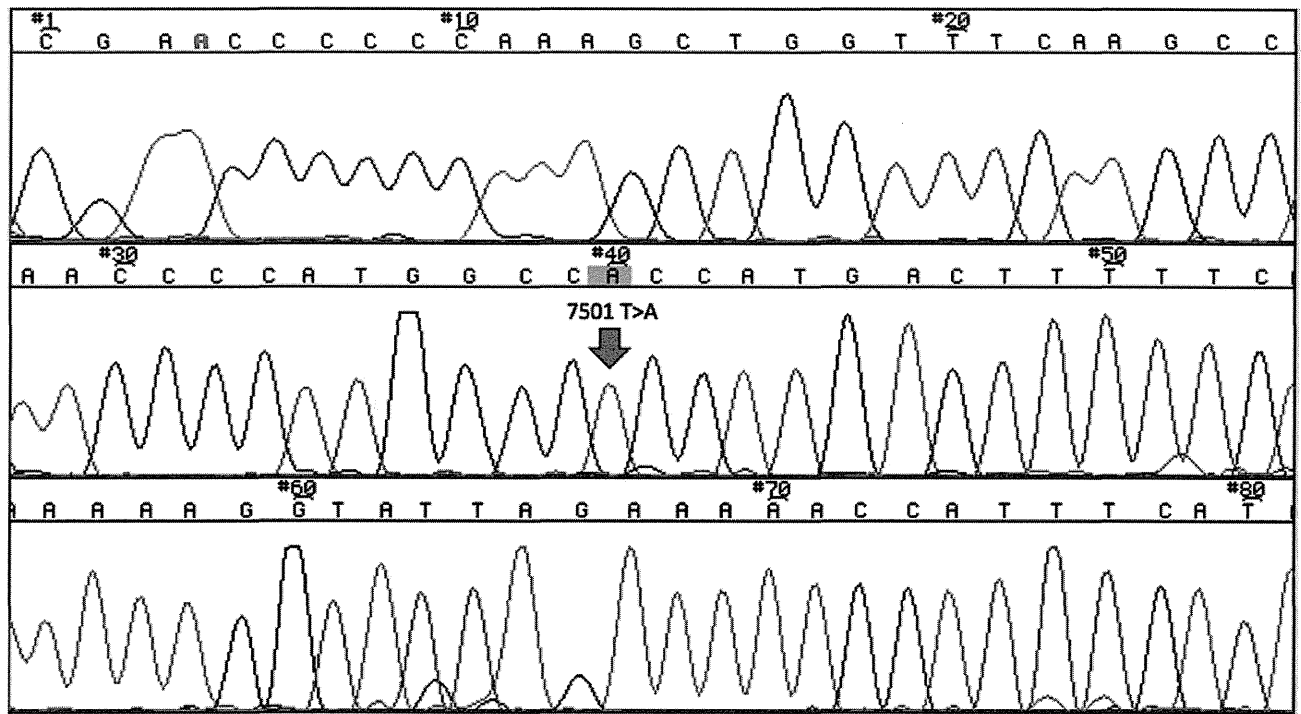 #1 #10 #20
C G A A C C C C C C A A A G C T G G T T T C A A G C C
#30 #40 #50
A A C C C C A T G G C C A C C A T G A C T T T T T C
7501 T>A
#60 #70 #80
A A A A G G T A T T A G A A A A A C C A T T T C A T